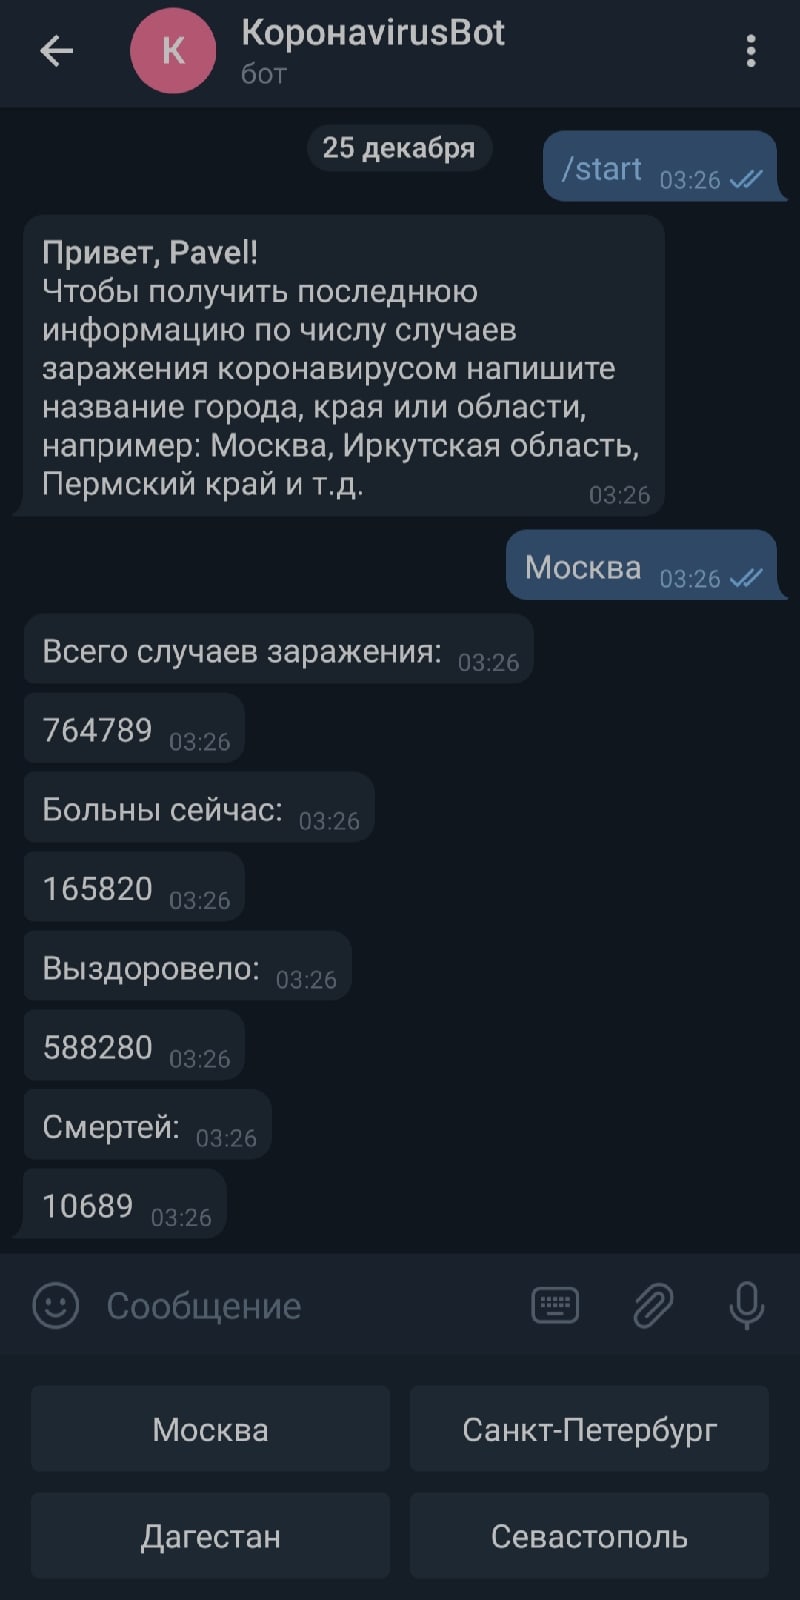 КоронавirusBot
К
бот
25 декабря
/start 03:26
Привет, Pavel!
Чтобы получить последнюю
информацию по числу случаев
заражения коронавирусом напишите
название города, края или области,
например: Москва, Иркутская область,
Пермский край и т.д.
03:26
Москва 03:26
Всего случаев заражения: 03:26
764789 03:26
Больны сейчас: 03:26
165820 03:26
Выздоровело: 03:26
588280 03:26
Смертей: 03:26
10689 03:26
Сообщение
Москва
Санкт-Петербург
Дагестан
Севастополь